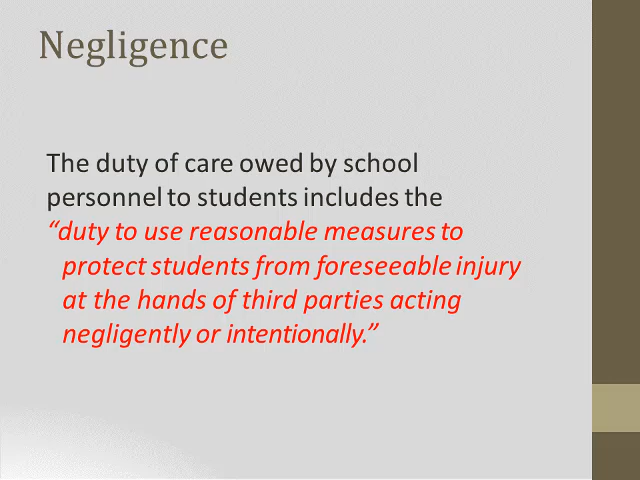 Negligence
The duty of care owed by school
personnel to students includes the
“duty to use reasonable measures to
protect students from foreseeable injury
at the hands of third parties acting
negligently or intentionally.”